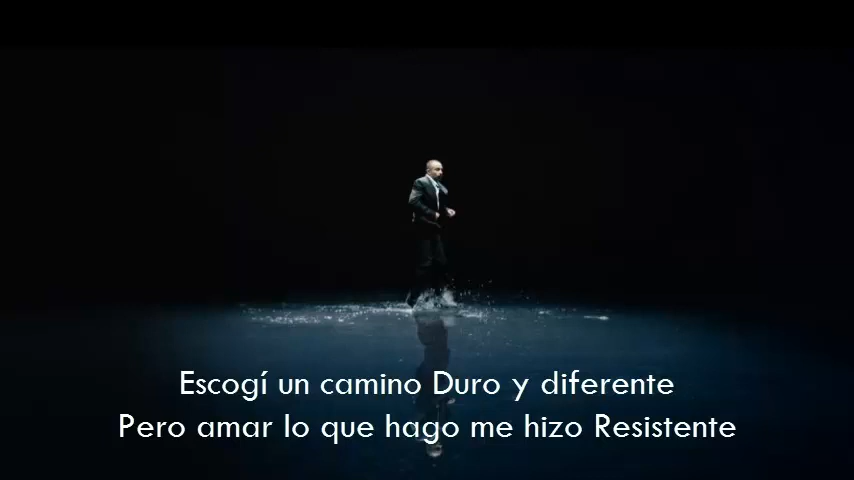 Escogí un camino Duro y diferente
Pero amar lo que hago me hizo Resistente